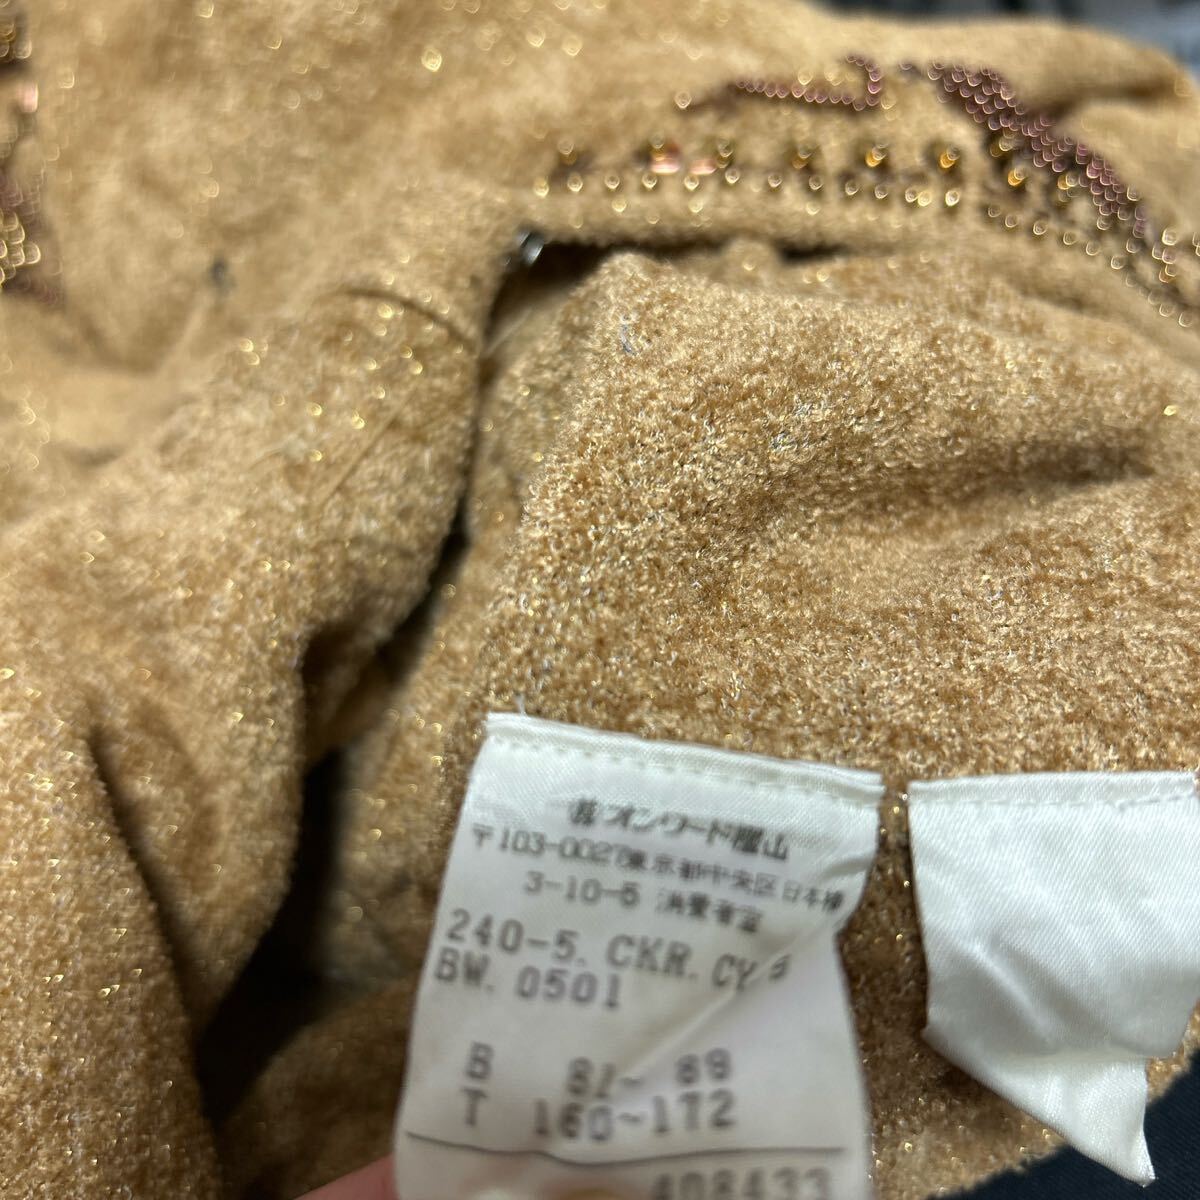 ㈱オンワード樫山
〒103-0027東京都中央区日本橋
3-10-5 消費者室
240-5. CKR. CY
BW. 0501
B 81- 89
T 160~172
408433